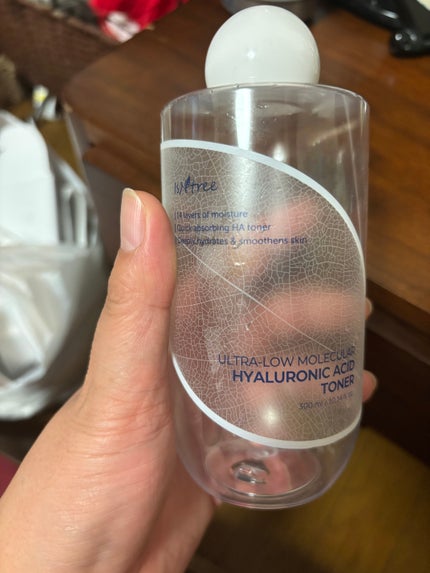 Isntree
14 layers of moisture
Quick absorbing HA toner
Deeply hydrates & smoothens skin
ULTRA-LOW MOLECULAR
HYALURONIC ACID
TONER